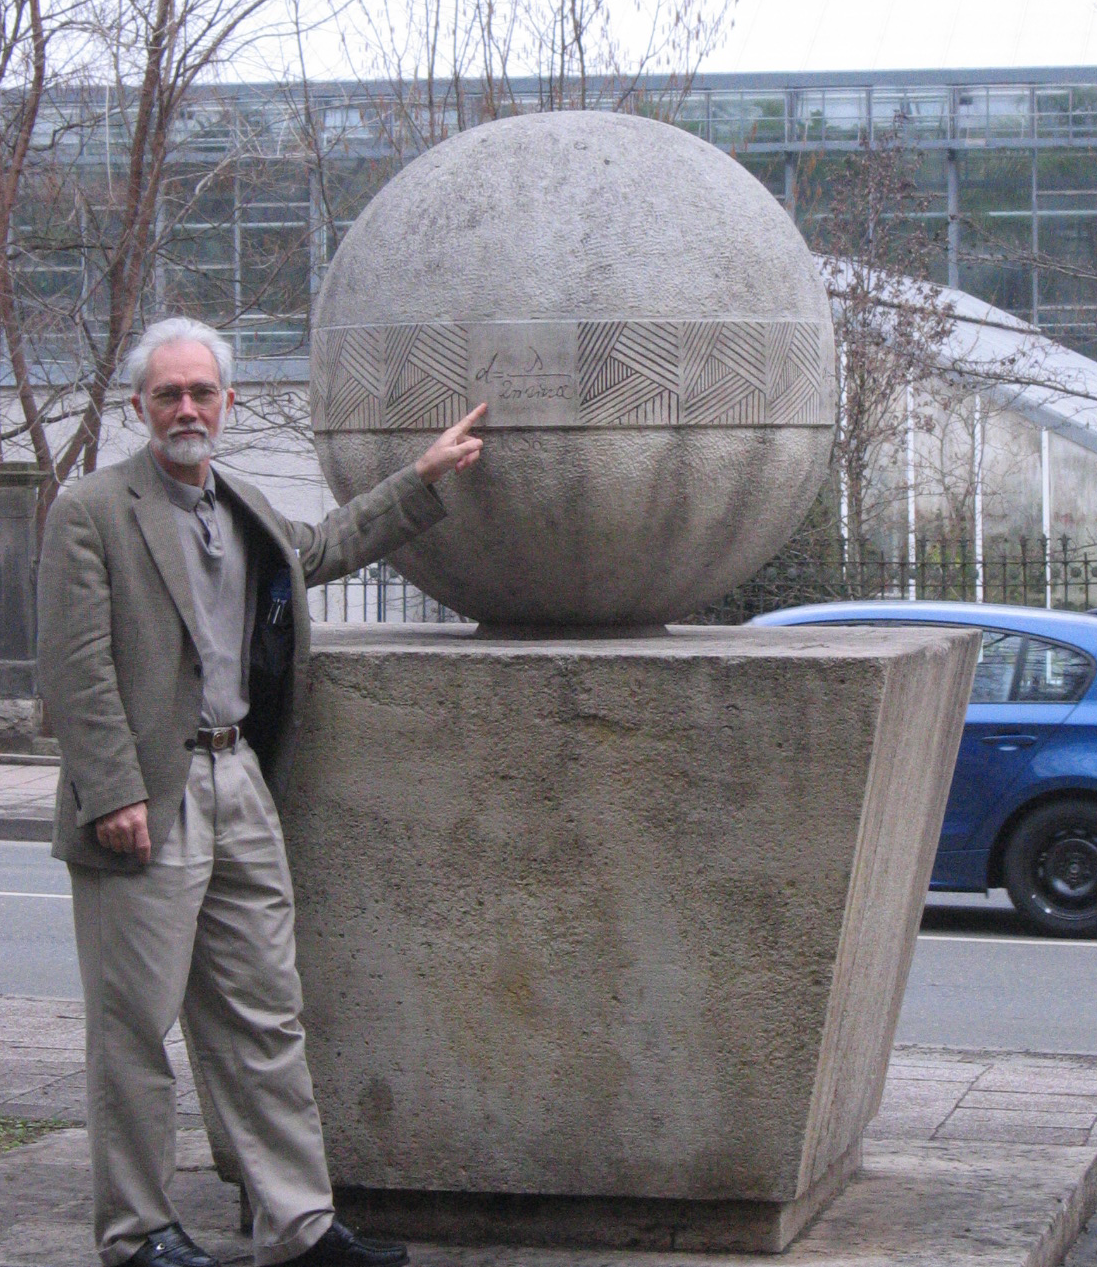 d = λ
2n sin α